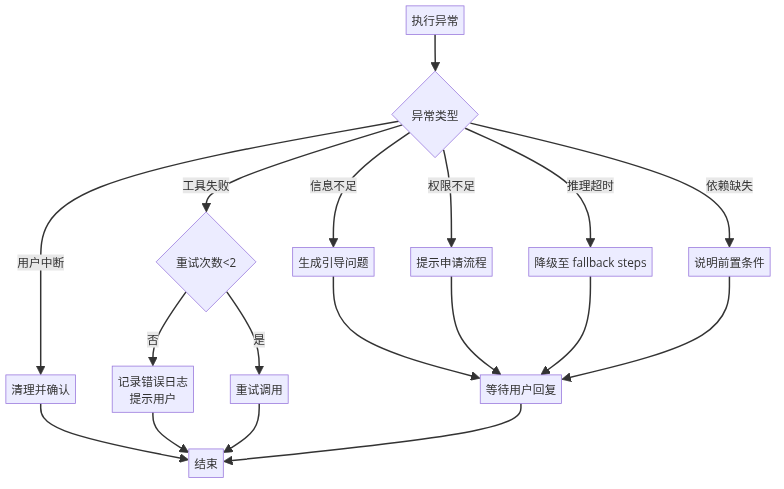 执行异常
异常类型
工具失败
信息不足
权限不足
推理超时
依赖缺失
用户中断
重试次数<2
生成引导问题
提示申请流程
降级至 fallback steps
说明前置条件
否
是
清理并确认
记录错误日志
提示用户
重试调用
等待用户回复
结束